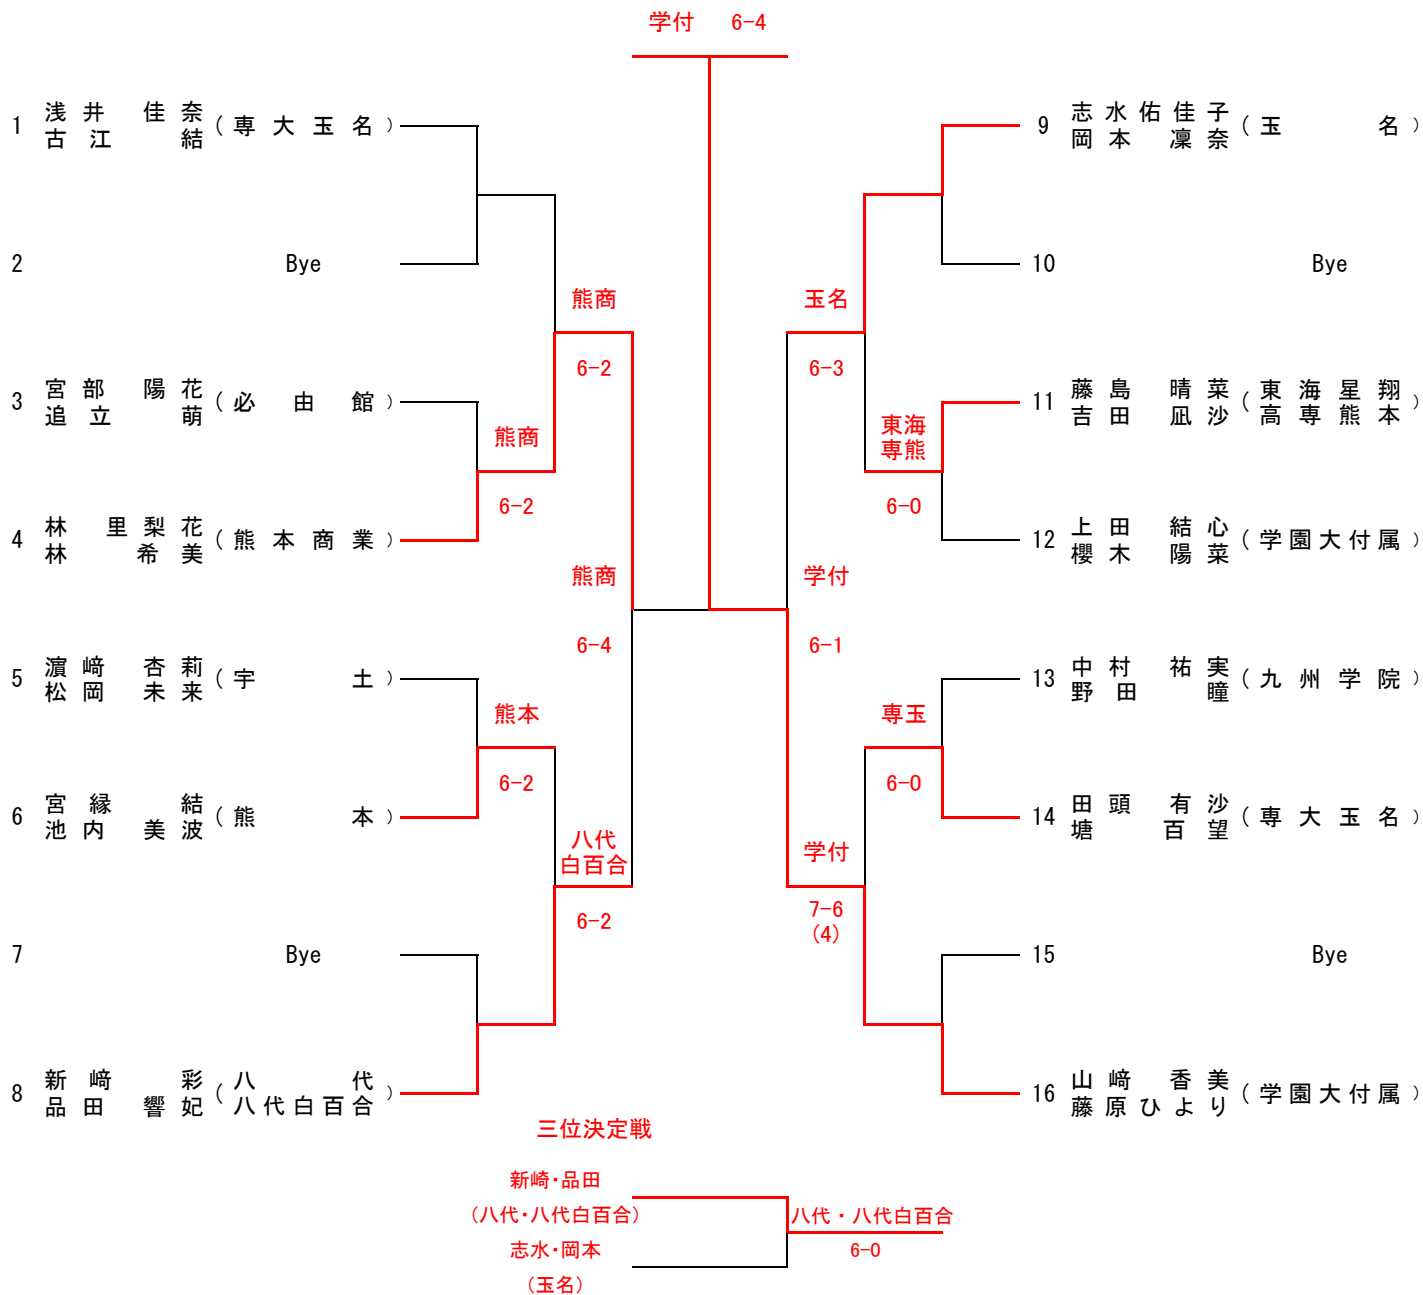 学付 6-4
1 浅井 佳奈 (専大玉名)
古江 結
2 Bye
熊商
6-2
3 宮部 陽花 (必由館)
追立 萌
熊商
6-2
4 林 里梨花 (熊本商業)
林 希美
熊商
6-4
5 濵﨑 杏莉 (宇土)
松岡 未来
熊本
6-2
6 宮縁 結 (熊本)
池内 美波
八代
白百合
6-2
7 Bye
8 新﨑 彩 (八代
品田 響妃 八代白百合)
9 志水佑佳子 (玉名)
岡本 凜奈
10 Bye
玉名
6-3
11 藤島 晴菜 (東海星翔
吉田 凪沙 高専熊本)
東海
専熊
6-0
12 上田 結心 (学園大付属)
櫻木 陽菜
学付
6-1
13 中村 祐実 (九州学院)
野田 瞳
専玉
6-0
14 田頭 有沙 (専大玉名)
塘 百望
学付
7-6
(4)
15 Bye
16 山﨑 香美 (学園大付属)
藤原ひより
三位決定戦
新崎・品田
(八代・八代白百合)
志水・岡本
(玉名)
八代・八代白百合
6-0